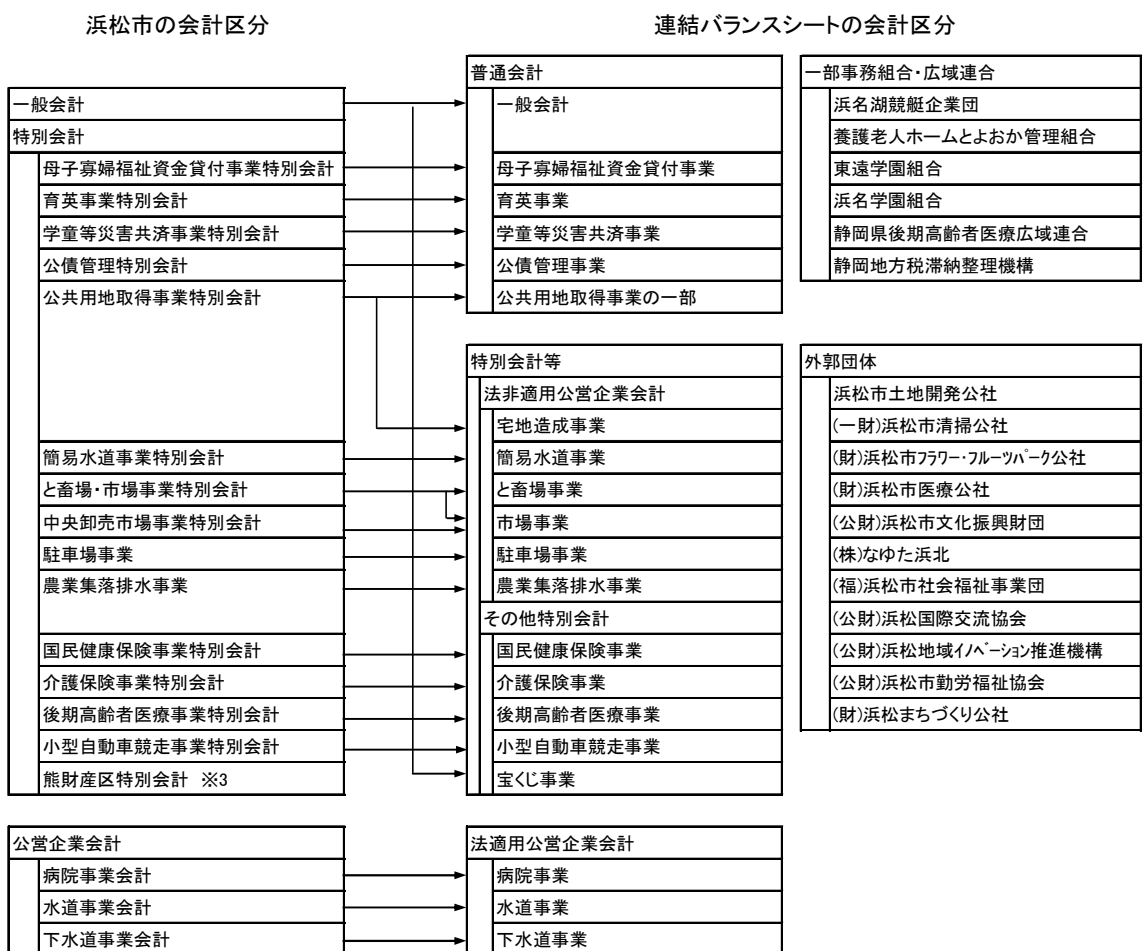 浜松市の会計区分
一般会計
特別会計
母子寡婦福祉資金貸付事業特別会計
育英事業特別会計
学童等災害共済事業特別会計
公債管理特別会計
公共用地取得事業特別会計
簡易水道事業特別会計
と畜場・市場事業特別会計
中央卸売市場事業特別会計
駐車場事業
農業集落排水事業
国民健康保険事業特別会計
介護保険事業特別会計
後期高齢者医療事業特別会計
小型自動車競走事業特別会計
熊財産区特別会計 ※3
公営企業会計
病院事業会計
水道事業会計
下水道事業会計
連結バランスシートの会計区分
普通会計
一般会計
母子寡婦福祉資金貸付事業
育英事業
学童等災害共済事業
公債管理事業
公共用地取得事業の一部
特別会計等
法非適用公営企業会計
宅地造成事業
簡易水道事業
と畜場事業
市場事業
駐車場事業
農業集落排水事業
その他特別会計
国民健康保険事業
介護保険事業
後期高齢者医療事業
小型自動車競走事業
宝くじ事業
法適用公営企業会計
病院事業
水道事業
下水道事業
一部事務組合・広域連合
浜名湖競艇企業団
養護老人ホームとよおか管理組合
東遠学園組合
浜名学園組合
静岡県後期高齢者医療広域連合
静岡地方税滞納整理機構
外郭団体
浜松市土地開発公社
(一財)浜松市清掃公社
(財)浜松市ﾌﾗﾜｰ･ﾌﾙｰﾂﾊﾟｰｸ公社
(財)浜松市医療公社
(公財)浜松市文化振興財団
(株)なゆた浜北
(福)浜松市社会福祉事業団
(公財)浜松国際交流協会
(公財)浜松地域ｲﾉﾍﾞｰｼｮﾝ推進機構
(公財)浜松市勤労福祉協会
(財)浜松まちづくり公社